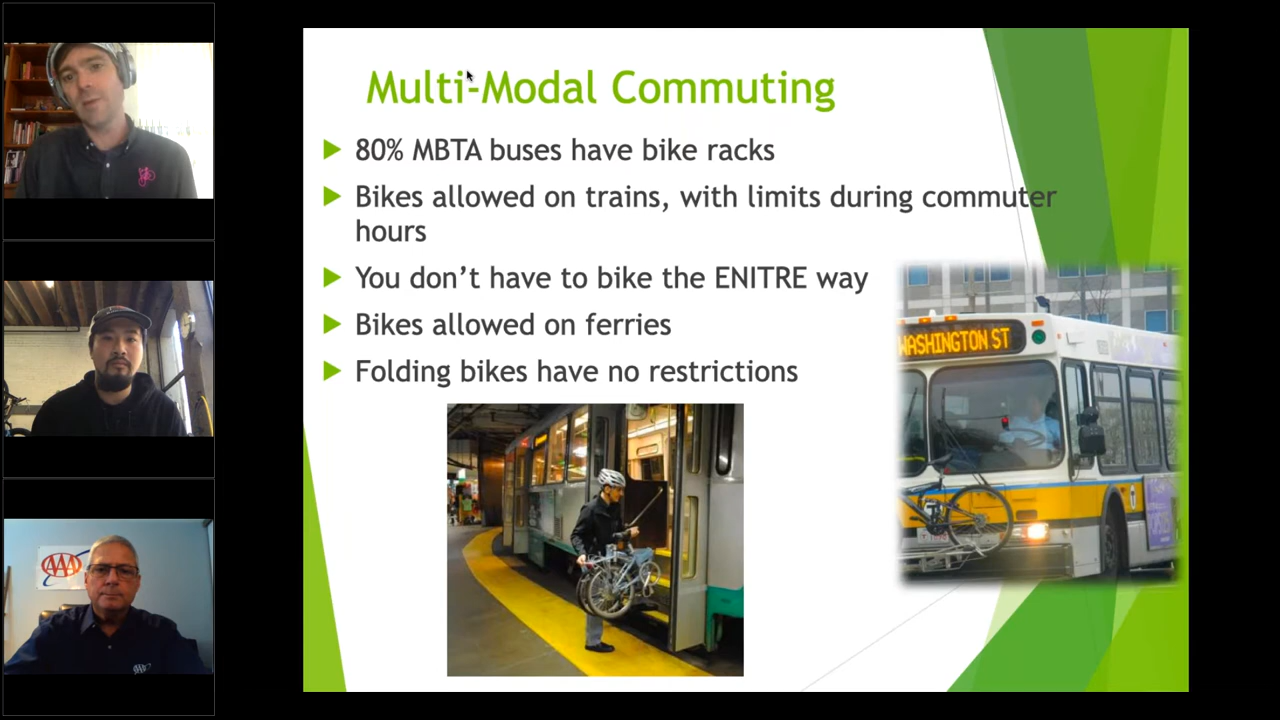 Multi-Modal Commuting
80% MBTA buses have bike racks
Bikes allowed on trains, with limits during commuter
hours
You don't have to bike the ENITRE way
Bikes allowed on ferries
Folding bikes have no restrictions
WASHINGTON ST
T
AAA
AAA